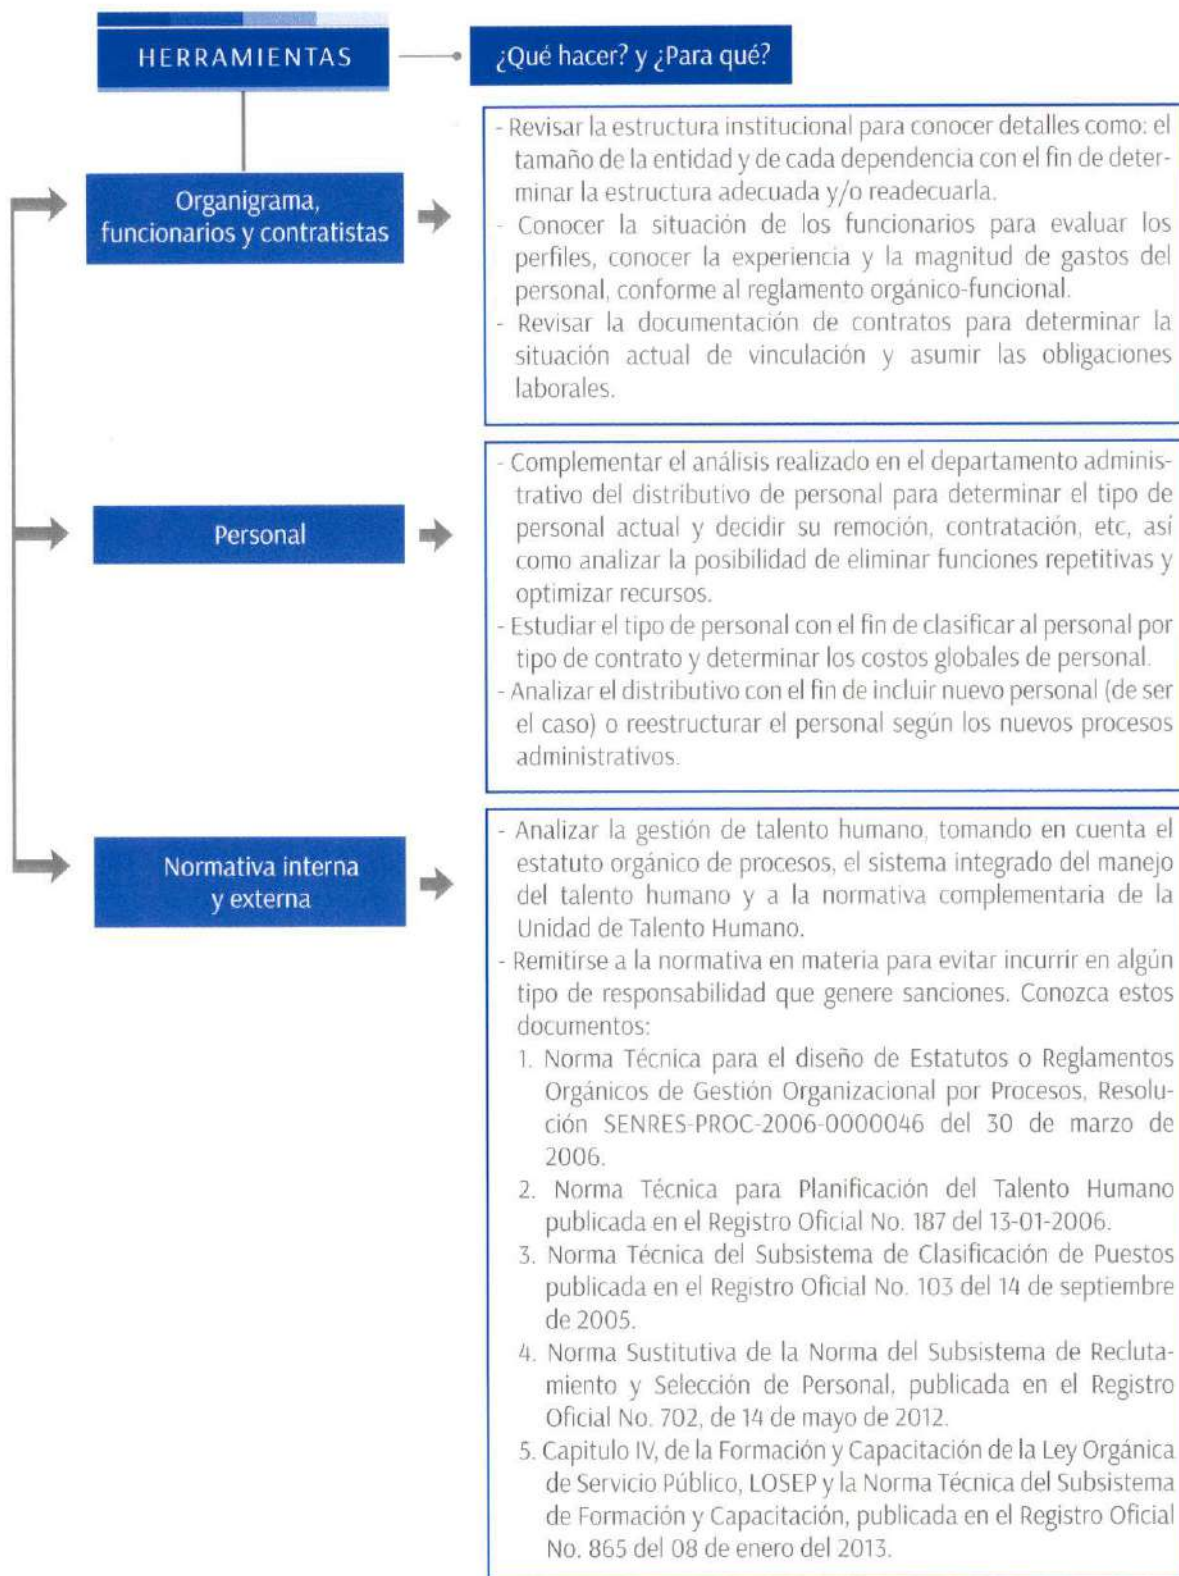 HERRAMIENTAS
¿Qué hacer? y ¿Para qué?
Organigrama,
funcionarios y contratistas
- Revisar la estructura institucional para conocer detalles como: el
tamaño de la entidad y de cada dependencia con el fin de deter-
minar la estructura adecuada y/o readecuarla.
- Conocer la situación de los funcionarios para evaluar los
perfiles, conocer la experiencia y la magnitud de gastos del
personal, conforme al reglamento orgánico-funcional.
- Revisar la documentación de contratos para determinar la
situación actual de vinculación y asumir las obligaciones
laborales.
Personal
- Complementar el análisis realizado en el departamento adminis-
trativo del distributivo de personal para determinar el tipo de
personal actual y decidir su remoción, contratación, etc, así
como analizar la posibilidad de eliminar funciones repetitivas y
optimizar recursos.
- Estudiar el tipo de personal con el fin de clasificar al personal por
tipo de contrato y determinar los costos globales de personal.
- Analizar el distributivo con el fin de incluir nuevo personal (de ser
el caso) o reestructurar el personal según los nuevos procesos
administrativos.
Normativa interna
y externa
- Analizar la gestión de talento humano, tomando en cuenta el
estatuto orgánico de procesos, el sistema integrado del manejo
del talento humano y a la normativa complementaria de la
Unidad de Talento Humano.
- Remitirse a la normativa en materia para evitar incurrir en algún
tipo de responsabilidad que genere sanciones. Conozca estos
documentos:
1. Norma Técnica para el diseño de Estatutos o Reglamentos
Orgánicos de Gestión Organizacional por Procesos, Resolu-
ción SENRES-PROC-2006-0000046 del 30 de marzo de
2006.
2. Norma Técnica para Planificación del Talento Humano
publicada en el Registro Oficial No. 187 del 13-01-2006.
3. Norma Técnica del Subsistema de Clasificación de Puestos
publicada en el Registro Oficial No. 103 del 14 de septiembre
de 2005.
4. Norma Sustitutiva de la Norma del Subsistema de Recluta-
miento y Selección de Personal, publicada en el Registro
Oficial No. 702, de 14 de mayo de 2012.
5. Capitulo IV, de la Formación y Capacitación de la Ley Orgánica
de Servicio Público, LOSEP y la Norma Técnica del Subsistema
de Formación y Capacitación, publicada en el Registro Oficial
No. 865 del 08 de enero del 2013.